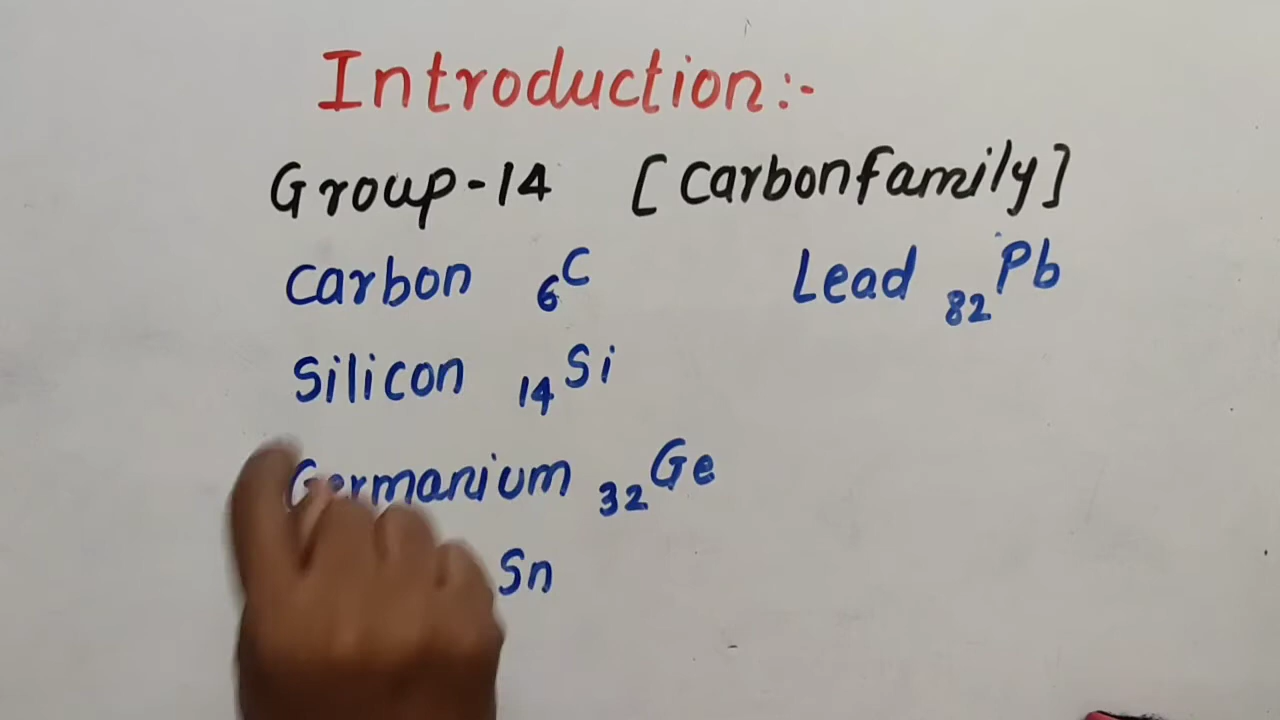 Introduction:-
Group-14 [Carbonfamily]
Carbon 6C
Silicon 14Si
Germanium 32Ge
Sn
Lead 82Pb